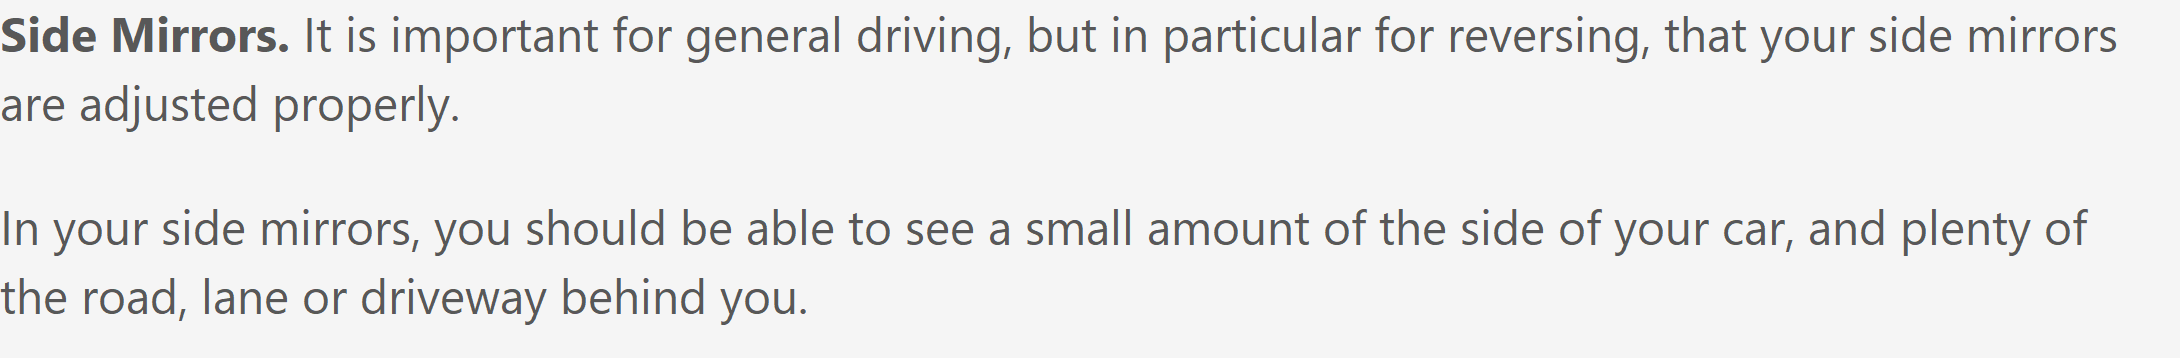 Side Mirrors. It is important for general driving, but in particular for reversing, that your side mirrors
are adjusted properly.
In your side mirrors, you should be able to see a small amount of the side of your car, and plenty of
the road, lane or driveway behind you.